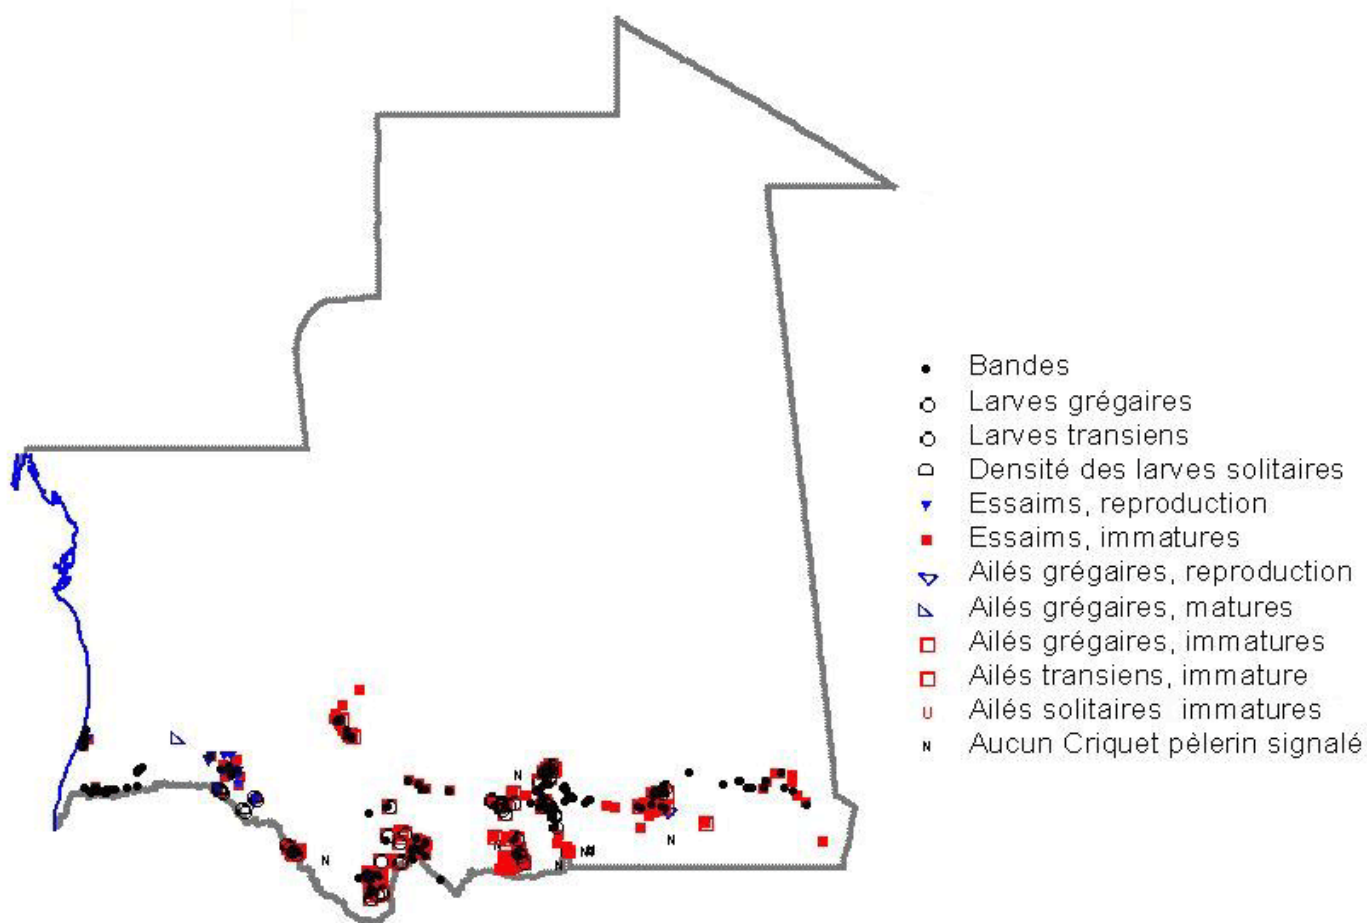 Bandes
Larves grégaires
Larves transiens
Densité des larves solitaires
Essaims, reproduction
Essaims, immatures
Ailés grégaires, reproduction
Ailés grégaires, matures
Ailés grégaires, immatures
Ailés transiens, immature
U Ailés solitaires immatures
N Aucun Criquet pèlerin signalé
N
N
N
N
N
N